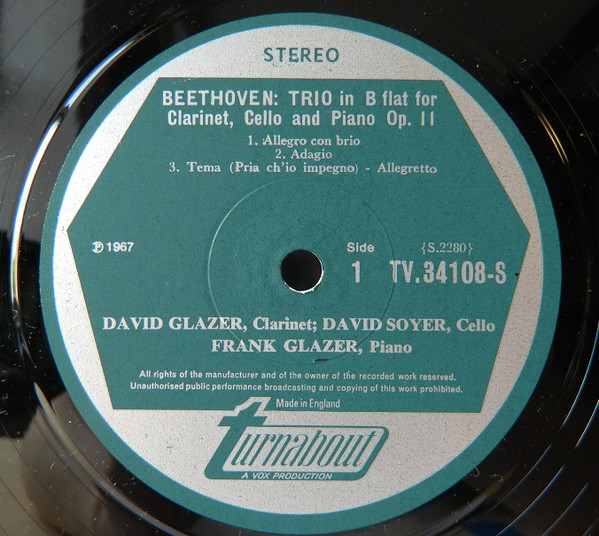 STEREO
BEETHOVEN: TRIO in B flat for
Clarinet, Cello and Piano Op. 11
1. Allegro con brio
2. Adagio
3. Tema (Pria ch'io impegno) - Allegretto
℗ 1967
Side {S.2280}
1 TV.34108-S
DAVID GLAZER, Clarinet; DAVID SOYER, Cello
FRANK GLAZER, Piano
All rights of the manufacturer and of the owner of the recorded work reserved.
Unauthorised public performance broadcasting and copying of this work prohibited.
Made in England
turnabout
A VOX PRODUCTION